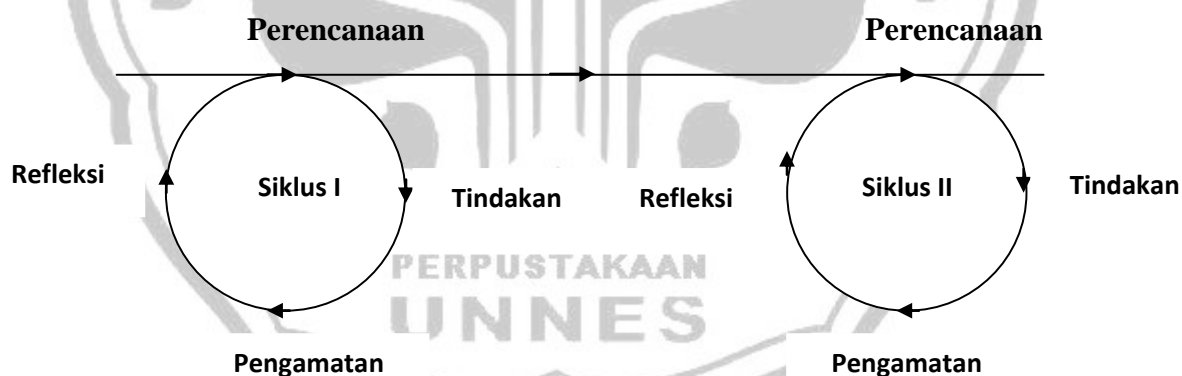 Perencanaan Perencanaan
Refleksi Siklus I Tindakan Refleksi Siklus II Tindakan
PERPUSTAKAAN
UNNES
Pengamatan Pengamatan